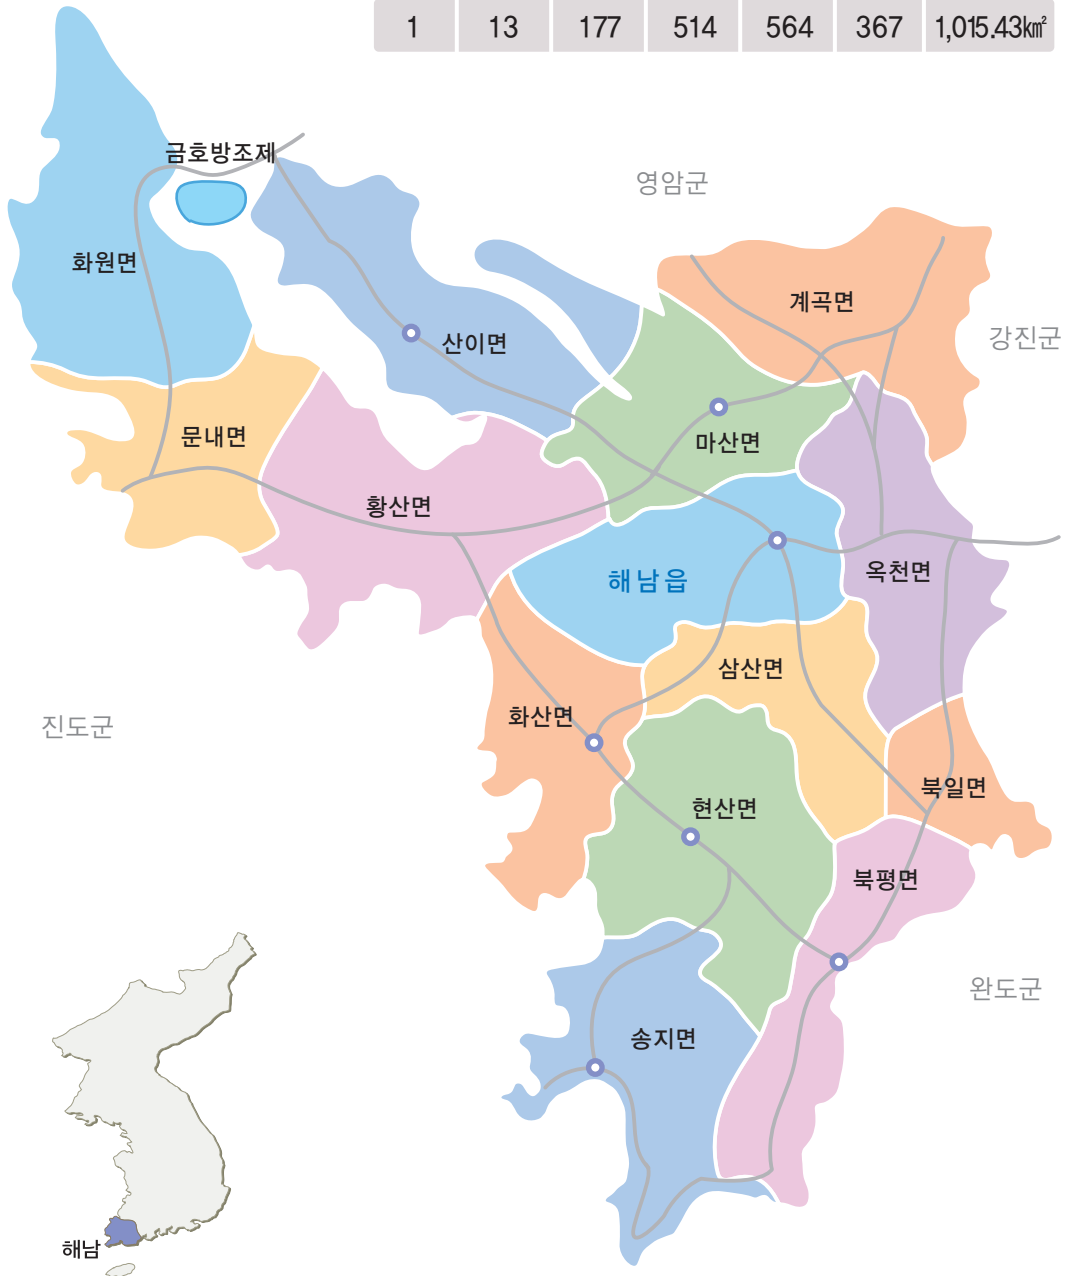 1 13 177 514 564 367 1,015.43㎢
금호방조제
영암군
화원면
계곡면
강진군
산이면
문내면
마산면
황산면
옥천면
해남읍
삼산면
화산면
진도군
북일면
현산면
북평면
완도군
송지면
해남